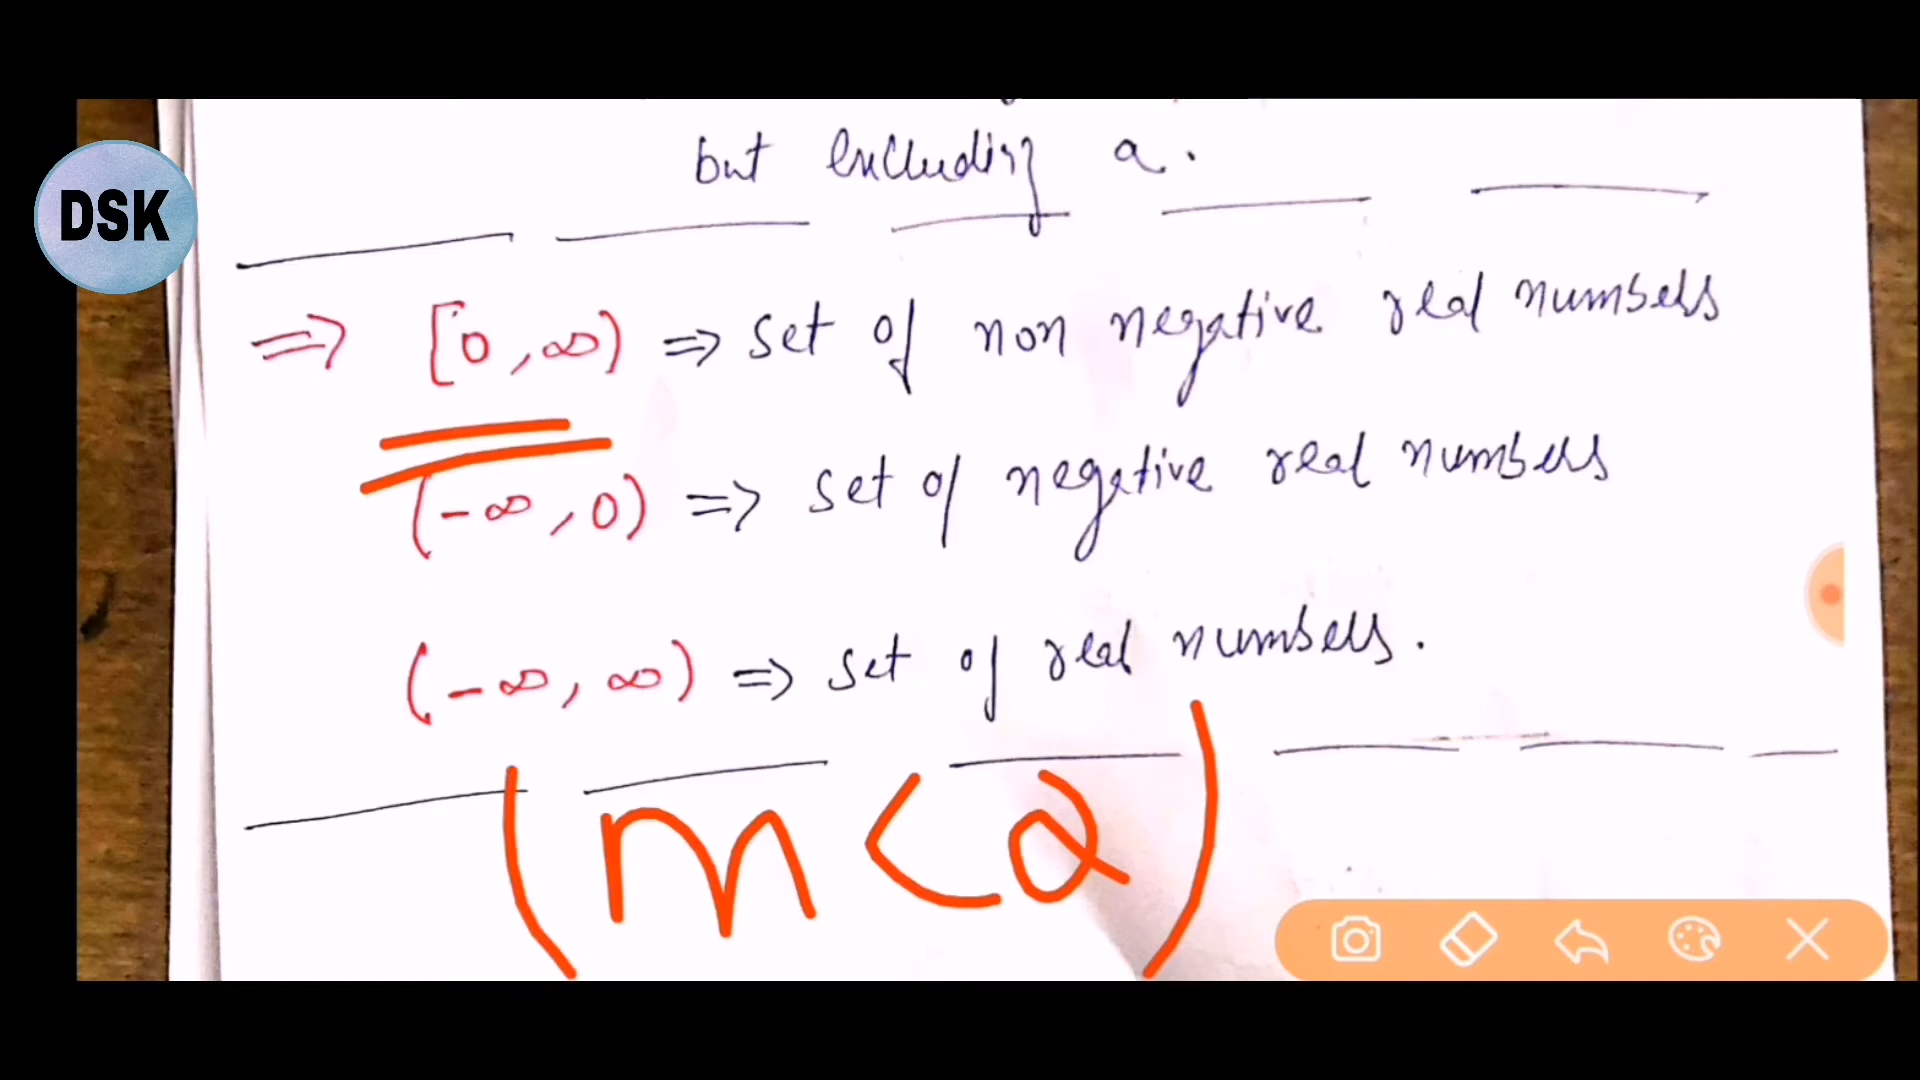 but excluding a.
DSK
=> [0, ∞) => set of non negative real numbers
(-∞, 0) => set of negative real numbers
(-∞, ∞) => set of real numbers.
(m<a)